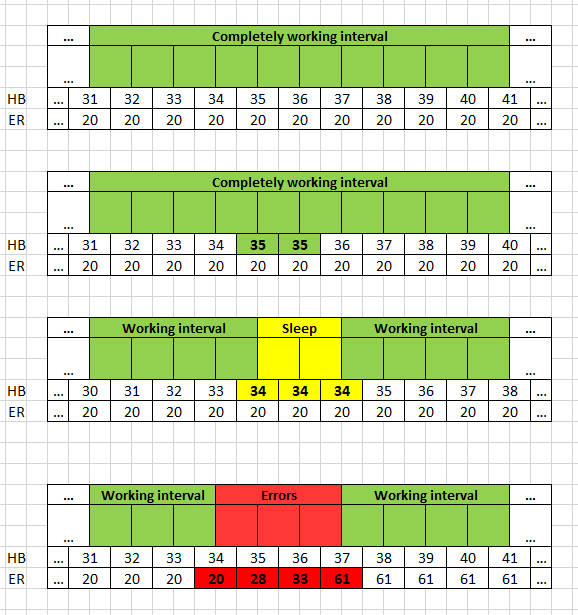 ... Completely working interval ...
... ...
HB ... 31 32 33 34 35 36 37 38 39 40 41 ...
ER ... 20 20 20 20 20 20 20 20 20 20 20 ...
... Completely working interval ...
... ...
HB ... 31 32 33 34 35 35 36 37 38 39 40 ...
ER ... 20 20 20 20 20 20 20 20 20 20 20 ...
... Working interval Sleep Working interval ...
... ...
HB ... 30 31 32 33 34 34 34 35 36 37 38 ...
ER ... 20 20 20 20 20 20 20 20 20 20 20 ...
... Working interval Errors Working interval ...
... ...
HB ... 31 32 33 34 35 36 37 38 39 40 41 ...
ER ... 20 20 20 20 28 33 61 61 61 61 61 ...